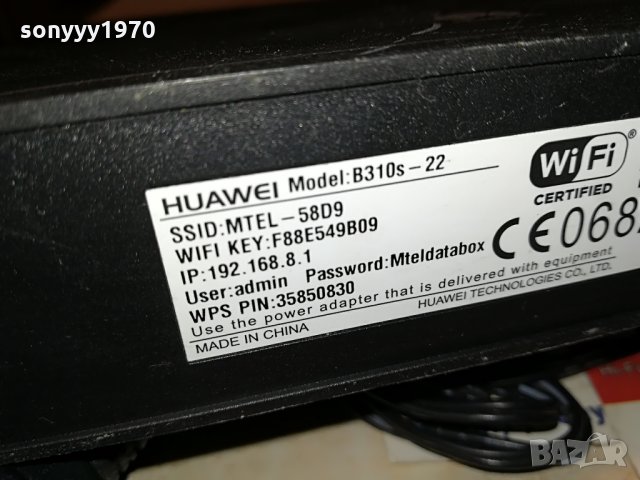 sonyyy1970
HUAWEI Model:B310s-22
SSID:MTEL-58D9
WIFI KEY:F88E549B09
IP:192.168.8.1
User:admin Password:Mteldatabox
WPS PIN:35850830
Use the power adapter that is delivered with equipment
MADE IN CHINA
HUAWEI TECHNOLOGIES CO., LTD.
WiFi®
CERTIFIED
CE068
BAZAR